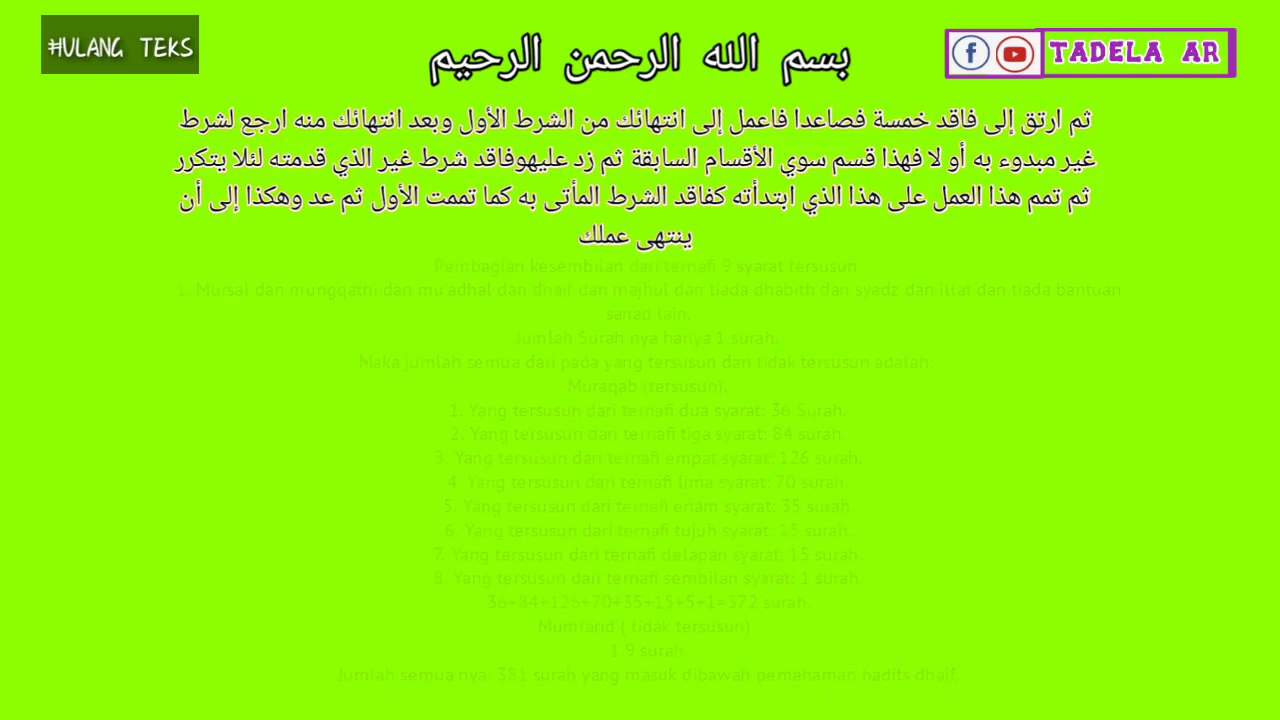 #ULANG TEKS
بسم الله الرحمن الرحيم
TADELA AR
ثم ارتق إلى فاقد خمسة فصاعدا فاعمل إلى انتهائك من الشرط الأول وبعد انتهائك منه ارجع لشرط
غير مبدوء به أو لا فهذا قسم سوي الأقسام السابقة ثم زد عليهوفاقد شرط غير الذي قدمته لئلا يتكرر
ثم تمم هذا العمل على هذا الذي ابتدأته كفاقد الشرط المأتى به كما تممت الأول ثم عد وهكذا إلى أن
ينتهى عملك
Pembagian kesembilan dari ternafi 9 syarat tersusun
1. Mursal dan mungqathi dan mu'adhal dan dhaif dan majhul dan tiada dhabith dan syadz dan illat dan tiada bantuan
sanad lain.
Jumlah Surah nya hanya 1 surah.
Maka jumlah semua dari pada yang tersusun dan tidak tersusun adalah:
Muraqab (tersusun).
1. Yang tersusun dari ternafi dua syarat: 36 Surah.
2. Yang tersusun dari ternafi tiga syarat: 84 surah
3. Yang tersusun dari ternafi empat syarat: 126 surah.
4. Yang tersusun dari ternafi lima syarat: 70 surah.
5. Yang tersusun dari ternafi enam syarat: 35 surah
6. Yang tersusun dari ternafi tujuh syarat: 15 surah.
7. Yang tersusun dari ternafi delapan syarat: 15 surah.
8. Yang tersusun dari ternafi sembilan syarat: 1 surah.
36+84+126+70+35+15+5+1=372 surah.
Mumfarid ( tidak tersusun)
1.9 surah.
Jumlah semua nya: 381 surah yang masuk dibawah pemahaman hadits dhaif.